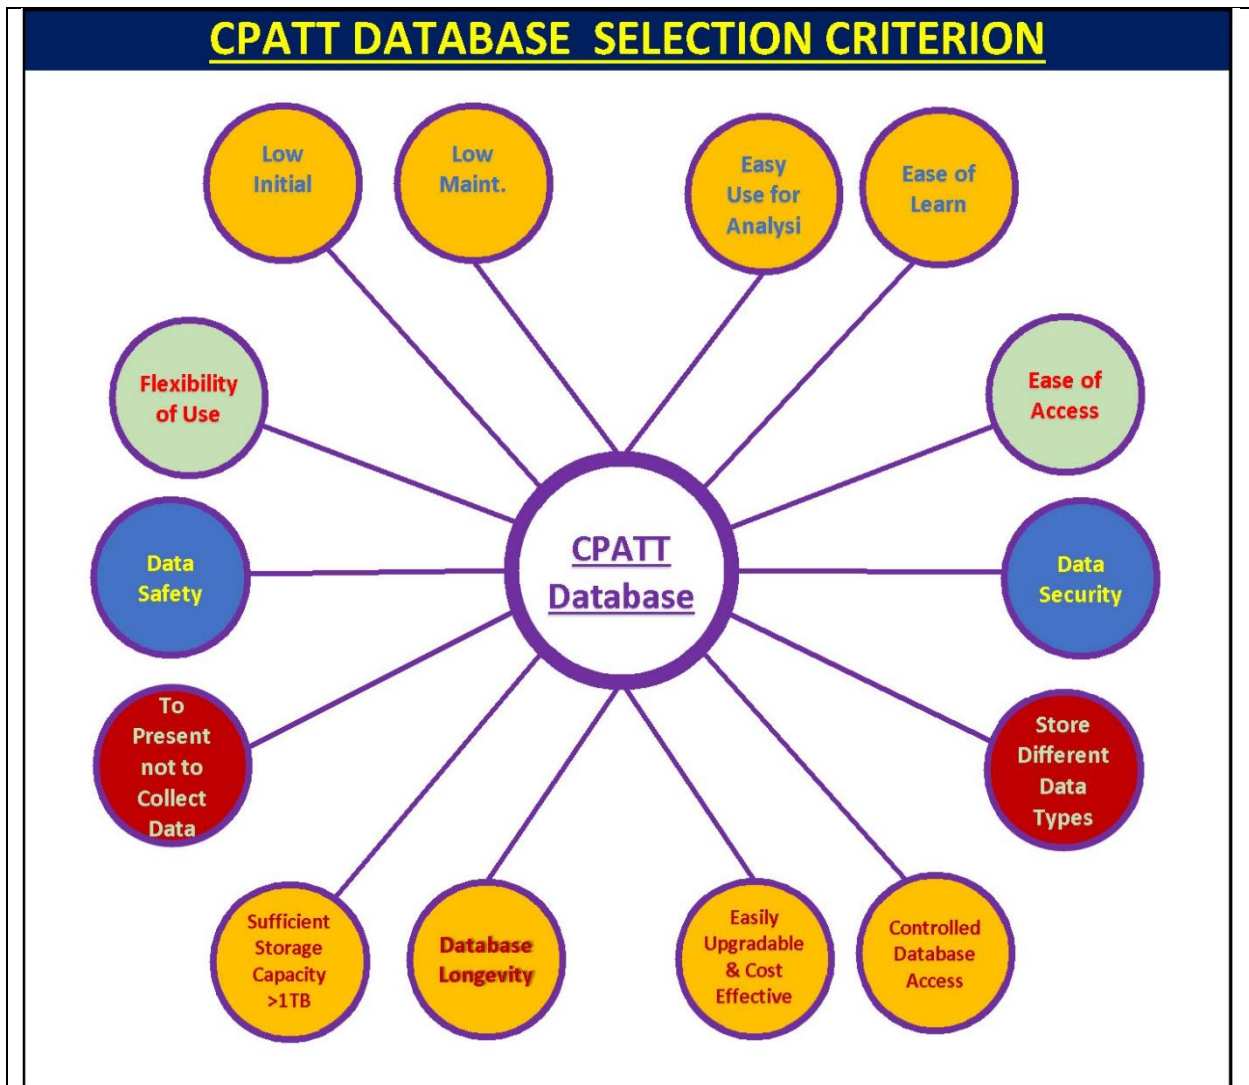 CPATT DATABASE SELECTION CRITERION
Low
Initial
Low
Maint.
Easy
Use for
Analysi
Ease of
Learn
Flexibility
of Use
Ease of
Access
CPATT
Database
Data
Safety
Data
Security
To
Present
not to
Collect
Data
Store
Different
Data
Types
Sufficient
Storage
Capacity
>1TB
Database
Longevity
Easily
Upgradable
& Cost
Effective
Controlled
Database
Access